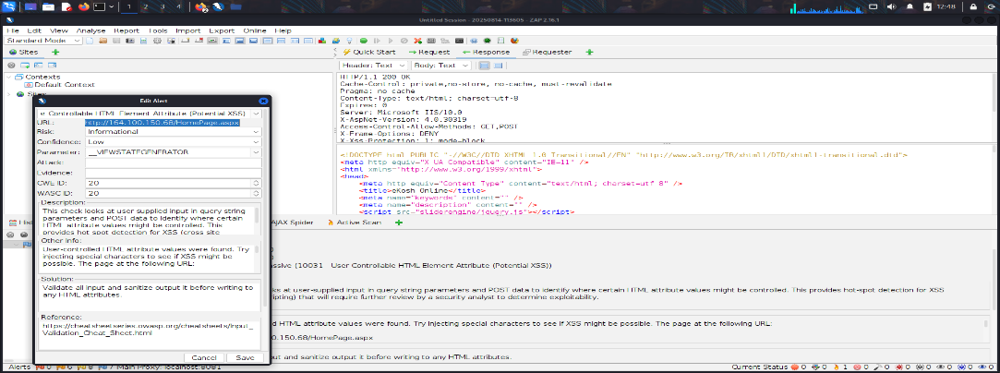 1 2 3 4
12:48
Untitled Session - 20250814-113605 - ZAP 2.16.1
File Edit View Analyse Report Tools Import Export Online Help
Standard Mode
Sites
Quick Start Request Response Requester
Header: Text Body: Text
Contexts
Default Context
Sites
HTTP/1.1 200 OK
Cache-Control: private,no-store, no-cache, must-revalidate
Pragma: no-cache
Content-Type: text/html; charset=utf-8
Expires: 0
Server: Microsoft-IIS/10.0
X-AspNet-Version: 4.0.30319
Access-Control-Allow-Methods: GET,POST
X-Frame-Options: DENY
X-Xss-Protection: 1; mode=block
<!DOCTYPE html PUBLIC "-//W3C//DTD XHTML 1.0 Transitional//EN" "http://www.w3.org/TR/xhtml1/DTD/xhtml1-transitional.dtd">
<meta http-equiv="X-UA-Compatible" content="IE=11" />
<html xmlns="http://www.w3.org/1999/xhtml">
<head>
<meta http-equiv="Content-Type" content="text/html; charset=utf-8" />
<title>eKosh Online</title>
<meta name="keywords" content="" />
<meta name="description" content="" />
<script src="sliderengine/jquery.js"></script>
Edit Alert
Controllable HTML Element Attribute (Potential XSS)
URL: http://164.100.150.68/HomePage.aspx
Risk: Informational
Confidence: Low
Parameter: __VIEWSTATEGENERATOR
Attack:
Evidence:
CWE ID: 20
WASC ID: 20
Description:
This check looks at user supplied input in query string
parameters and POST data to identify where certain
HTML attribute values might be controlled. This
provides hot spot detection for XSS (cross-site
Other Info:
User-controlled HTML attribute values were found. Try
injecting special characters to see if XSS might be
possible. The page at the following URL:
Solution:
Validate all input and sanitize output it before writing to
any HTML attributes.
Reference:
https://cheatsheetseries.owasp.org/cheatsheets/Input_
Validation_Cheat_Sheet.html
Cancel Save
AJAX Spider Active Scan
assive (10031 - User Controllable HTML Element Attribute (Potential XSS))
oks at user-supplied input in query string parameters and POST data to identify where certain HTML attribute values might be controlled. This provides hot-spot detection for XSS
ipting) that will require further review by a security analyst to determine exploitability.
d HTML attribute values were found. Try injecting special characters to see if XSS might be possible. The page at the following URL:
0.150.68/HomePage.aspx
put and sanitize output it before writing to any HTML attributes.
Alerts 0 6 8 7 Main Proxy: localhost:8081
Current Status 0 0 1 0 0 0 0 0 0 0